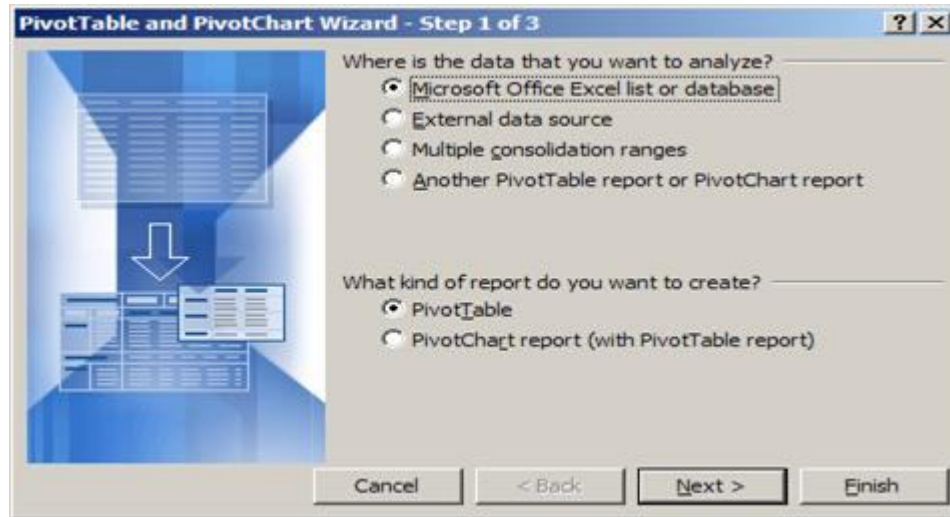 PivotTable and PivotChart Wizard - Step 1 of 3
Where is the data that you want to analyze?
Microsoft Office Excel list or database
External data source
Multiple consolidation ranges
Another PivotTable report or PivotChart report
What kind of report do you want to create?
PivotTable
PivotChart report (with PivotTable report)
Cancel
< Back
Next >
Finish